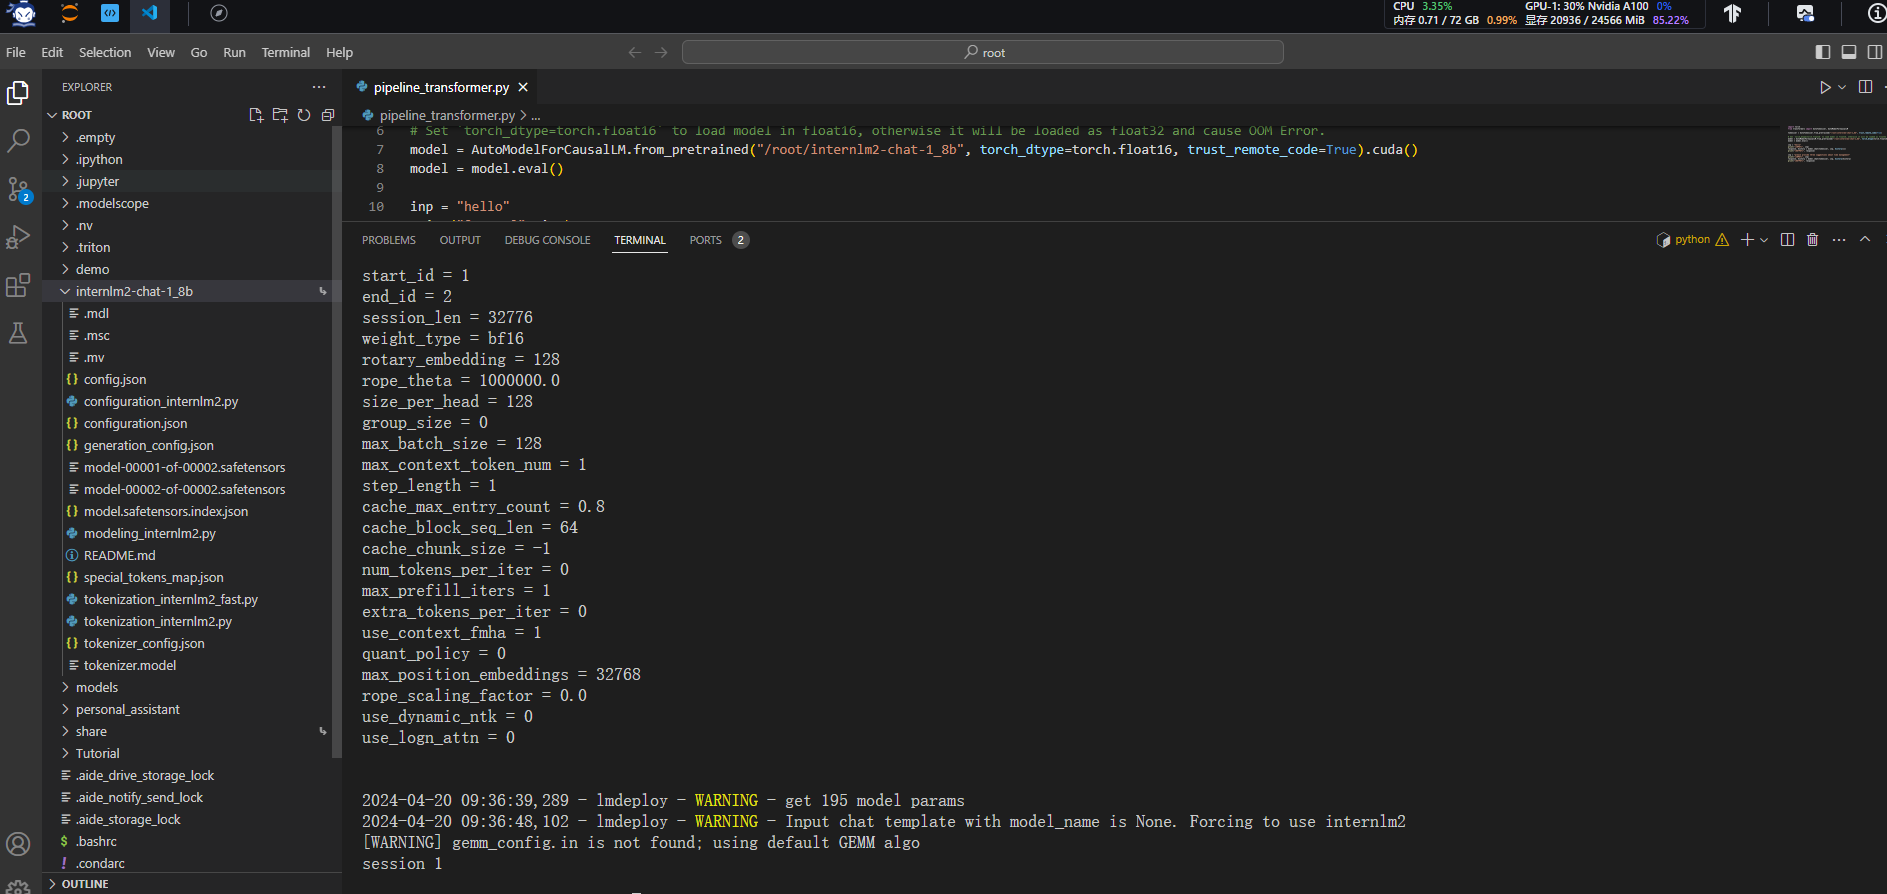 CPU 3.35%
GPU-1: 30% Nvidia A100 0%
内存 0.71 / 72 GB 0.99%
显存 20936 / 24566 MiB 85.22%
File Edit Selection View Go Run Terminal Help
root
EXPLORER
ROOT
.empty
.ipython
.jupyter
.modelscope
.nv
.triton
demo
internlm2-chat-1_8b
.mdl
.msc
.mv
config.json
configuration_internlm2.py
configuration.json
generation_config.json
model-00001-of-00002.safetensors
model-00002-of-00002.safetensors
model.safetensors.index.json
modeling_internlm2.py
README.md
special_tokens_map.json
tokenization_internlm2_fast.py
tokenization_internlm2.py
tokenizer_config.json
tokenizer.model
models
personal_assistant
share
Tutorial
.aide_drive_storage_lock
.aide_notify_send_lock
.aide_storage_lock
.bashrc
.condarc
OUTLINE
2
pipeline_transformer.py
pipeline_transformer.py > ...
6 # Set `torch_dtype=torch.float16` to load model in float16, otherwise it will be loaded as float32 and cause OOM Error.
7 model = AutoModelForCausalLM.from_pretrained("/root/internlm2-chat-1_8b", torch_dtype=torch.float16, trust_remote_code=True).cuda()
8 model = model.eval()
9
10 inp = "hello"
PROBLEMS OUTPUT DEBUG CONSOLE TERMINAL PORTS 2
python
start_id = 1
end_id = 2
session_len = 32776
weight_type = bf16
rotary_embedding = 128
rope_theta = 1000000.0
size_per_head = 128
group_size = 0
max_batch_size = 128
max_context_token_num = 1
step_length = 1
cache_max_entry_count = 0.8
cache_block_seq_len = 64
cache_chunk_size = -1
num_tokens_per_iter = 0
max_prefill_iters = 1
extra_tokens_per_iter = 0
use_context_fmha = 1
quant_policy = 0
max_position_embeddings = 32768
rope_scaling_factor = 0.0
use_dynamic_ntk = 0
use_logn_attn = 0
2024-04-20 09:36:39,289 - lmdeploy - WARNING - get 195 model params
2024-04-20 09:36:48,102 - lmdeploy - WARNING - Input chat template with model_name is None. Forcing to use internlm2
[WARNING] gemm_config.in is not found; using default GEMM algo
session 1